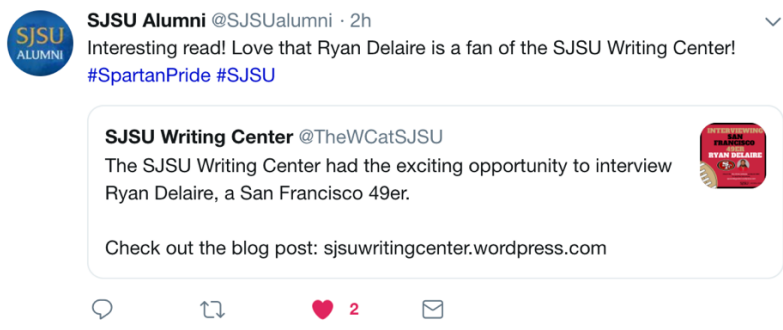 SJSU
ALUMNI
SJSU Alumni @SJSUalumni · 2h
Interesting read! Love that Ryan Delaire is a fan of the SJSU Writing Center!
#SpartanPride #SJSU
SJSU Writing Center @TheWCatSJSU
The SJSU Writing Center had the exciting opportunity to interview
Ryan Delaire, a San Francisco 49er.
Check out the blog post: sjsuwritingcenter.wordpress.com
INTERVIEWING
SAN
FRANCISCO
49ER
RYAN DELAIRE
2